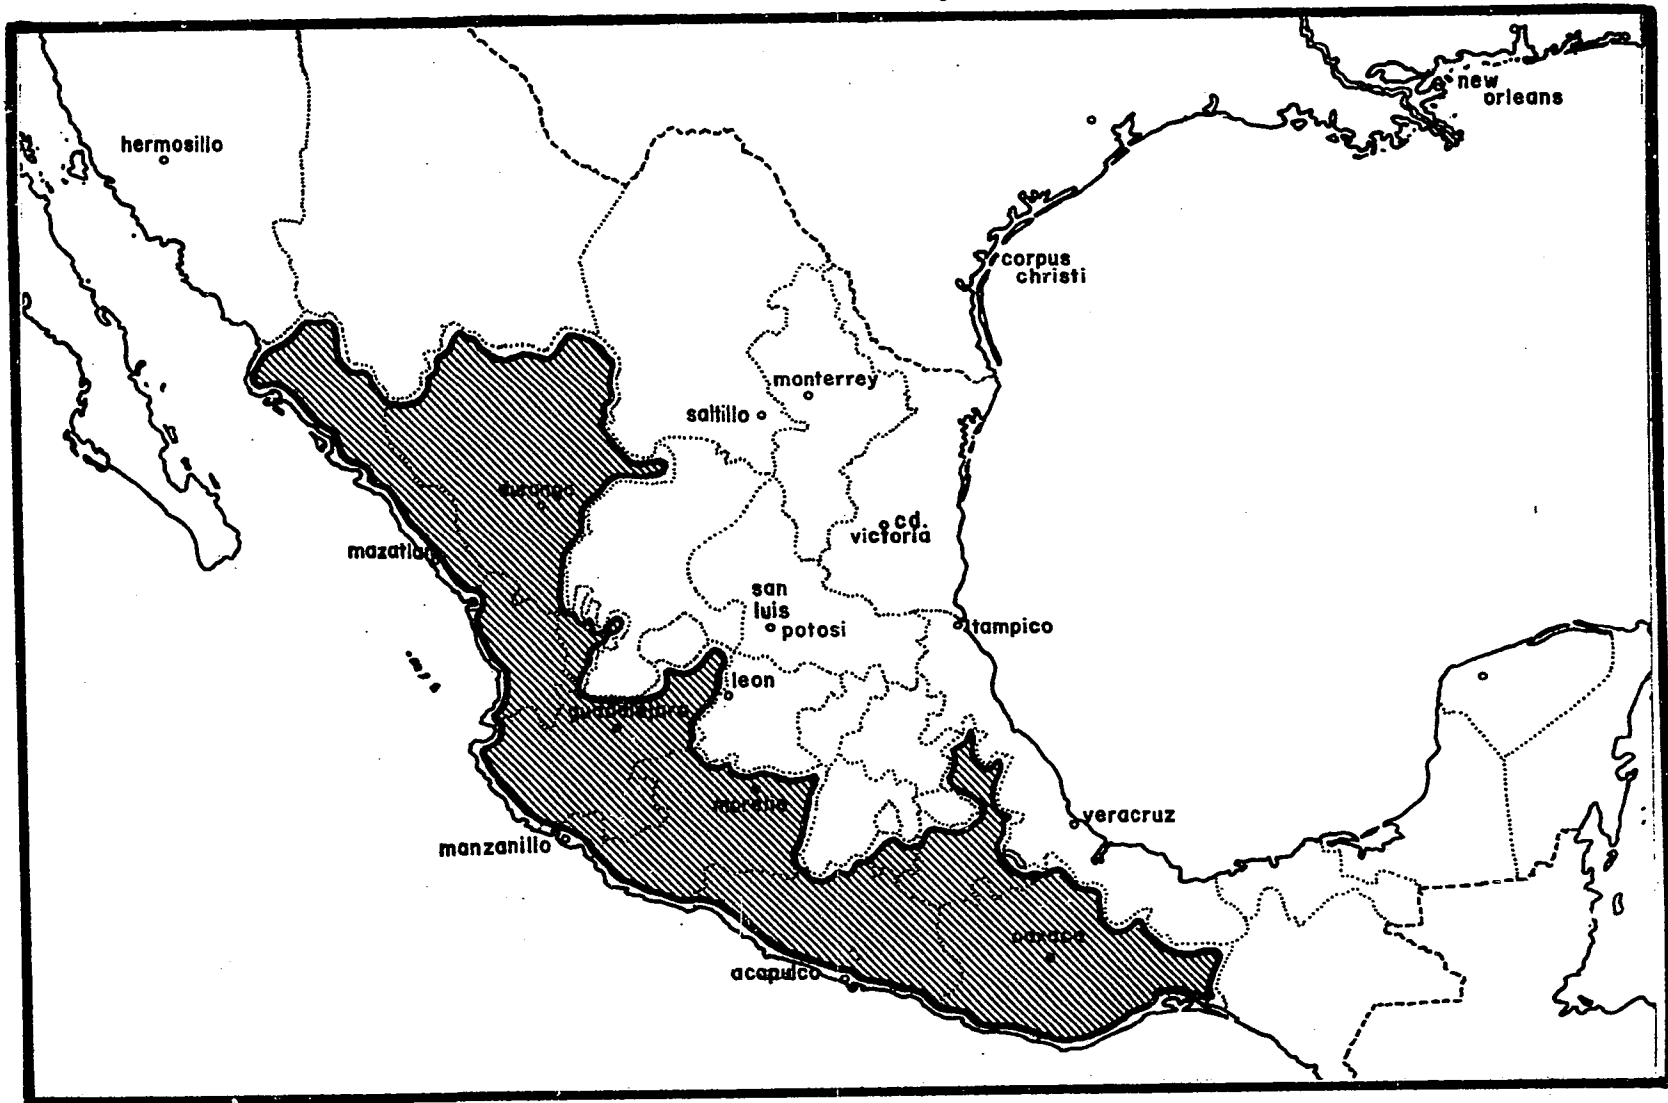 new
orleans
hermosillo
corpus
christi
monterrey
saltillo
durango
cd.
victoria
mazatlan
san
luis
potosi
tampico
leon
guadalajara
morelia
veracruz
manzanillo
oaxaca
acapulco